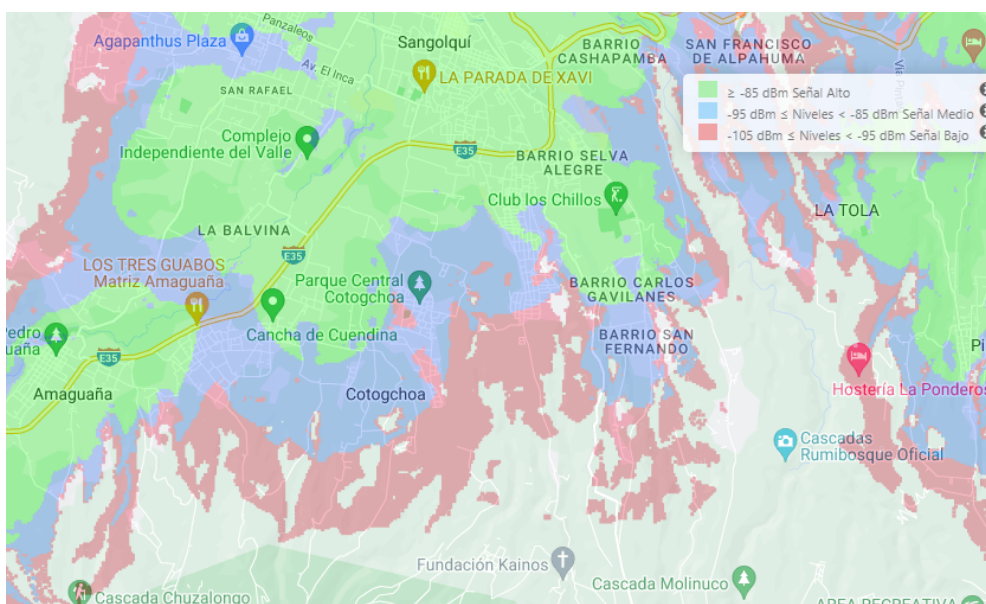 Panzaleos
Agapanthus Plaza
Av. El Inca
Sangolquí
BARRIO
CASHAPAMBA
SAN FRANCISCO
DE ALPAHUMA
LA PARADA DE XAVI
SAN RAFAEL
≥ -85 dBm Señal Alto
-95 dBm ≤ Niveles < -85 dBm Señal Medio
-105 dBm ≤ Niveles < -95 dBm Señal Bajo
Complejo
Independiente del Valle
E35
BARRIO SELVA
ALEGRE
Club los Chillos
LA TOLA
LA BALVINA
E35
LOS TRES GUABOS
Matriz Amaguaña
Parque Central
Cotogchoa
BARRIO CARLOS
GAVILANES
Cancha de Cuendina
BARRIO SAN
FERNANDO
E35
Amaguaña
Cotogchoa
Cascadas
Rumibosque Oficial
Fundación Kainos
Cascada Molinuco
Cascada Chuzalongo